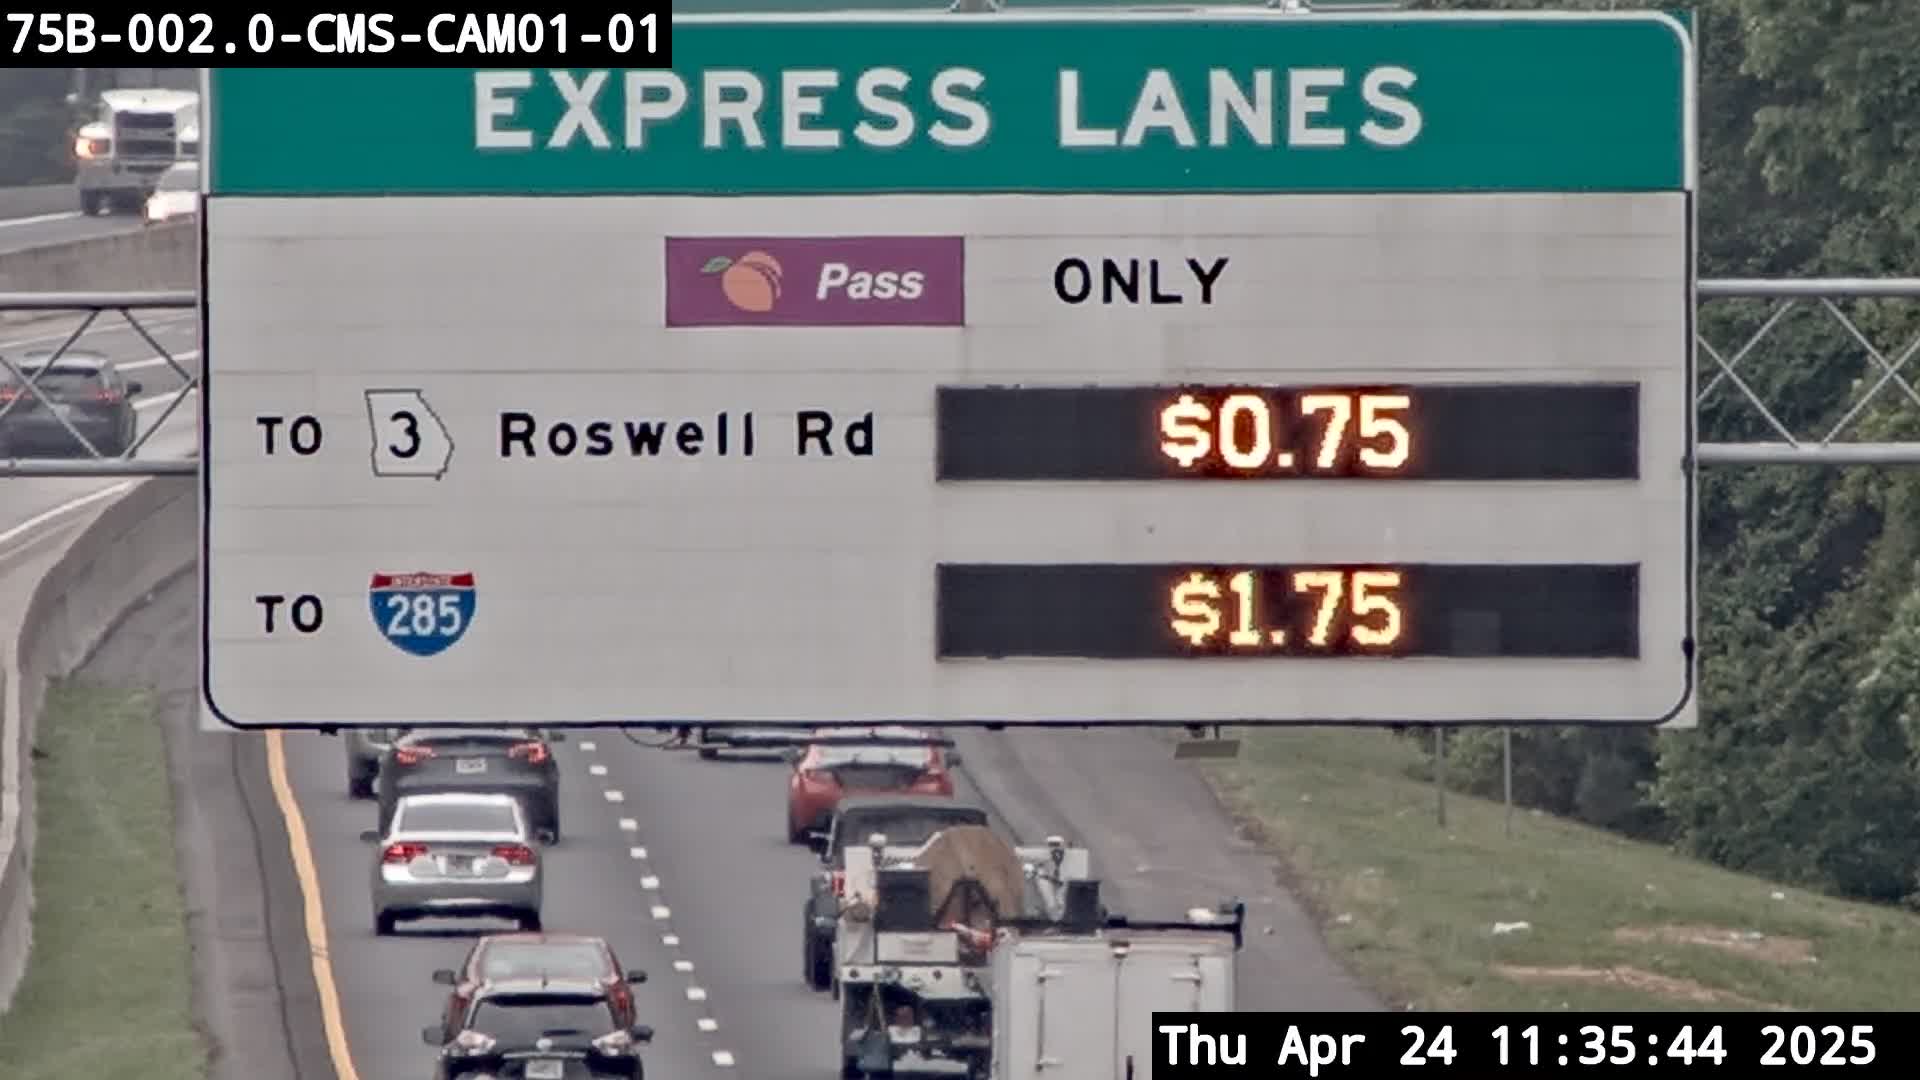 75B-002.0-CMS-CAM01-01
EXPRESS LANES
Pass ONLY
TO 3 Roswell Rd $0.75
INTERSTATE
TO 285 $1.75
Thu Apr 24 11:35:44 2025